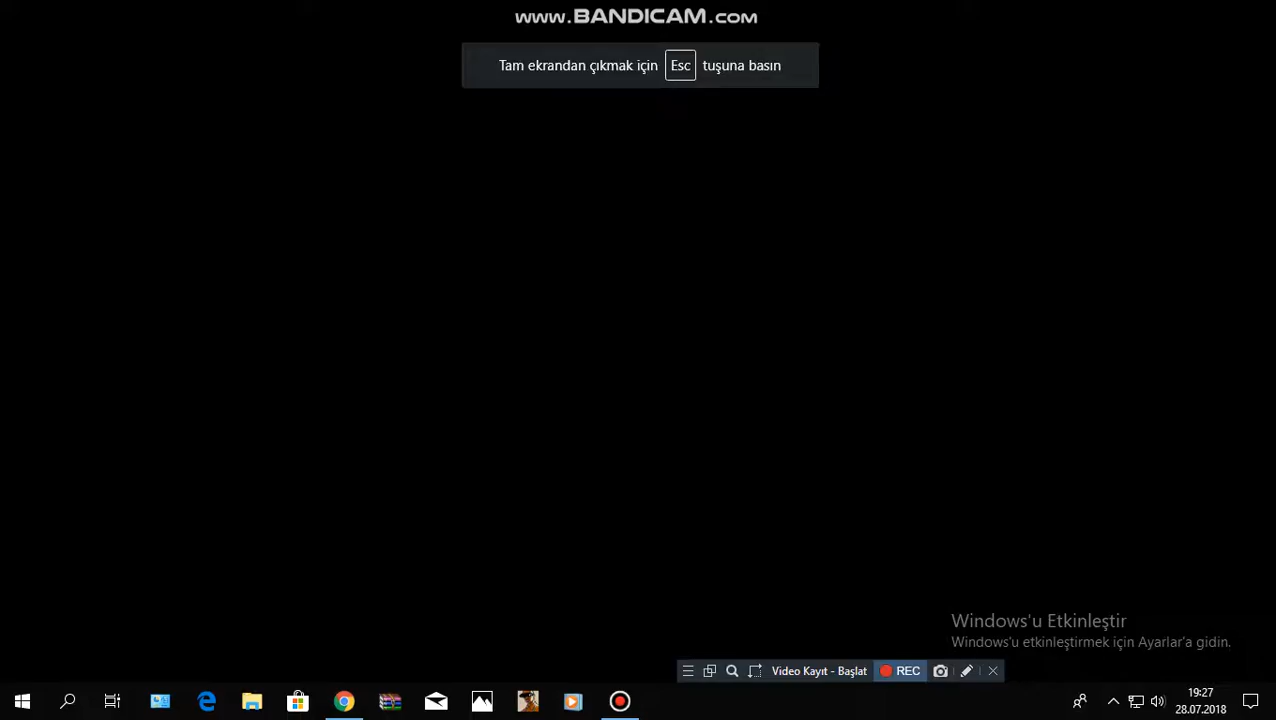 www.BANDICAM.com
Tam ekrandan çıkmak için Esc tuşuna basın
Windows'u Etkinleştir
Windows'u etkinleştirmek için Ayarlar'a gidin.
Video Kayıt - Başlat REC
19:27
28.07.2018